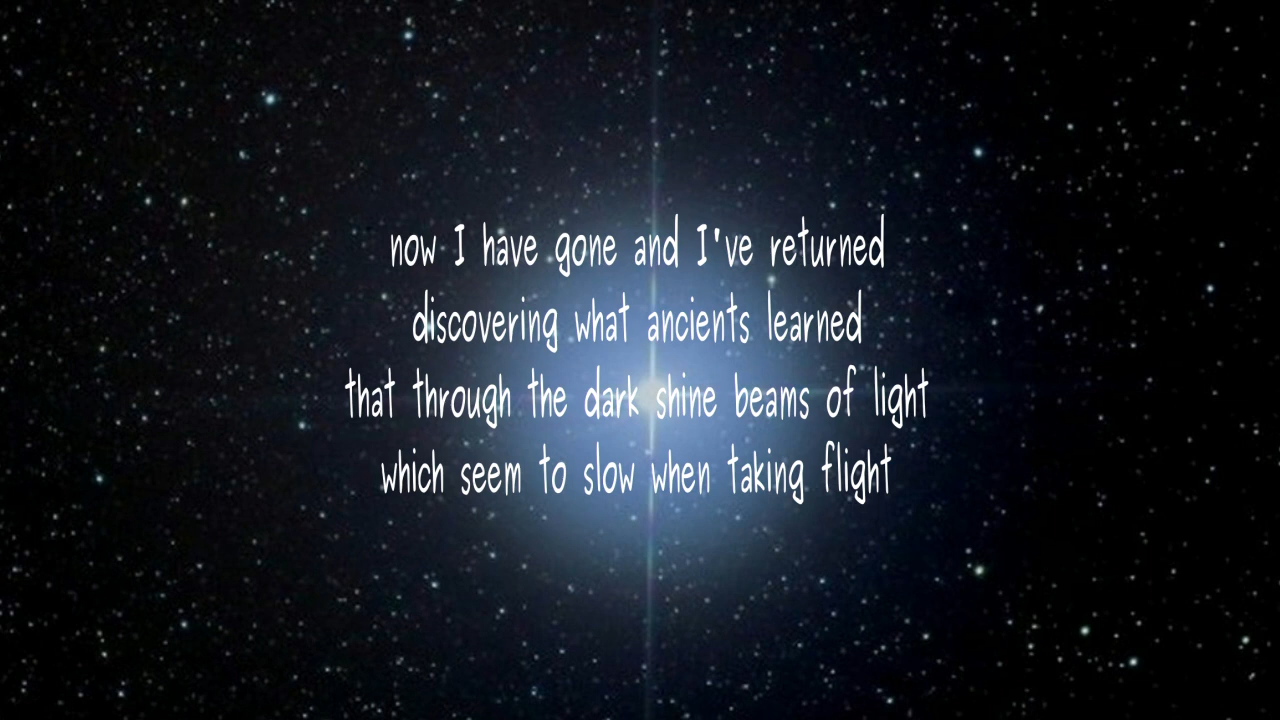 now I have gone and I've returned
discovering what ancients learned
that through the dark shine beams of light
which seem to slow when taking flight